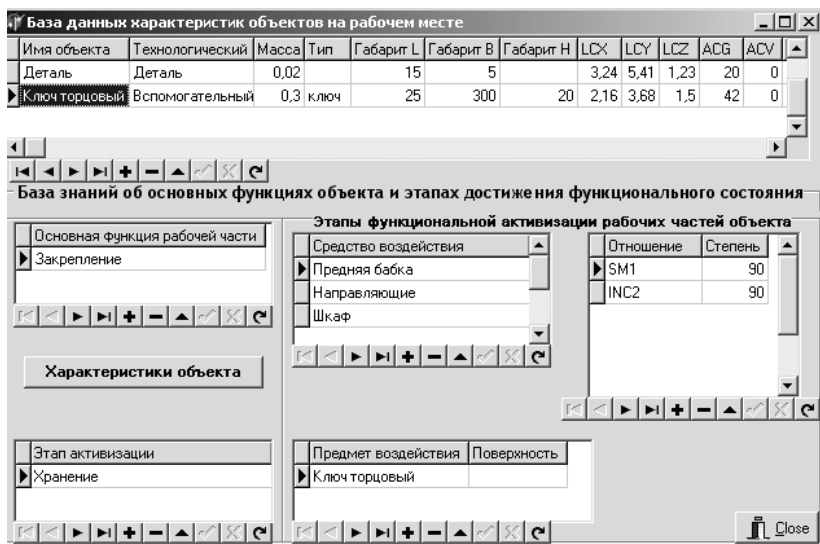 База данных характеристик объектов на рабочем месте
Имя объекта Технологический Масса Тип Габарит L Габарит B Габарит H LCX LCY LCZ ACG ACV
Деталь Деталь 0,02 15 5 3,24 5,41 1,23 20 0
Ключ торцовый Вспомогательный 0,3 ключ 25 300 20 2,16 3,68 1,5 42 0
База знаний об основных функциях объекта и этапах достижения функционального состояния
Основная функция рабочей части
Закрепление
Характеристики объекта
Этап активизации
Хранение
Этапы функциональной активизации рабочих частей объекта
Средство воздействия
Предняя бабка
Направляющие
Шкаф
Отношение Степень
SM1 90
INC2 90
Предмет воздействия Поверхность
Ключ торцовый
Close